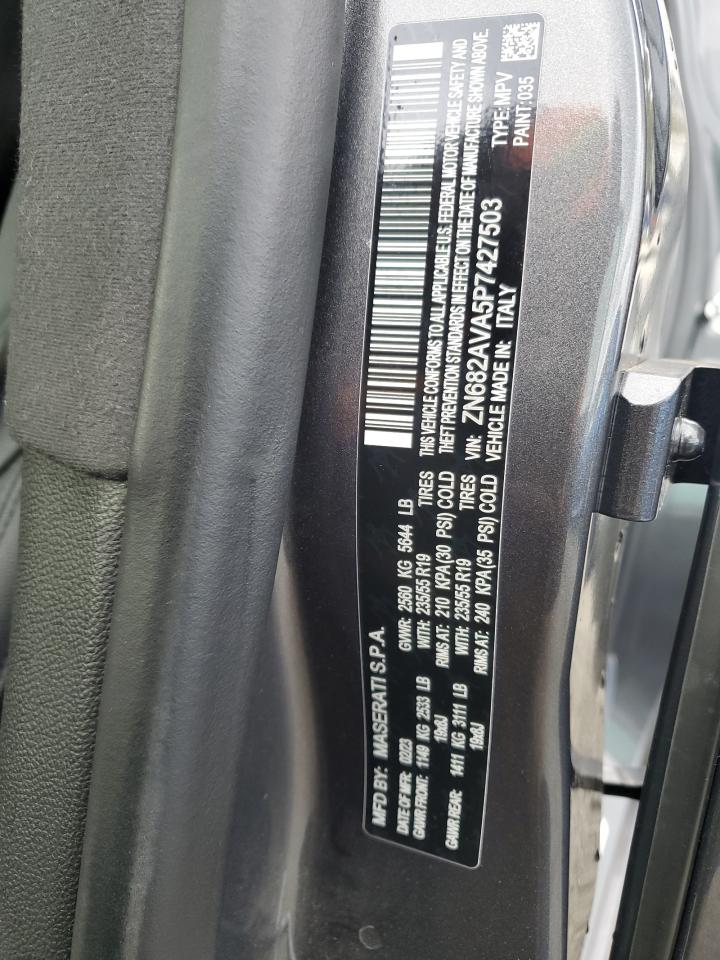 MFD BY: MASERATI S.P.A.
DATE OF MFR: 02/23 GVWR: 2560 KG 5644 LB
GAWR FRONT: 1149 KG 2533 LB WITH: 235/55 R19 TIRES
19x8J RIMS AT: 210 KPA(30 PSI) COLD
GAWR REAR: 1411 KG 3111 LB WITH: 235/55 R19 TIRES
19x8J RIMS AT: 240 KPA(35 PSI) COLD
THIS VEHICLE CONFORMS TO ALL APPLICABLE U.S. FEDERAL MOTOR VEHICLE SAFETY AND
THEFT PREVENTION STANDARDS IN EFFECT ON THE DATE OF MANUFACTURE SHOWN ABOVE.
VIN: ZN682AVA5P7427503 TYPE: MPV
VEHICLE MADE IN: ITALY PAINT: 035